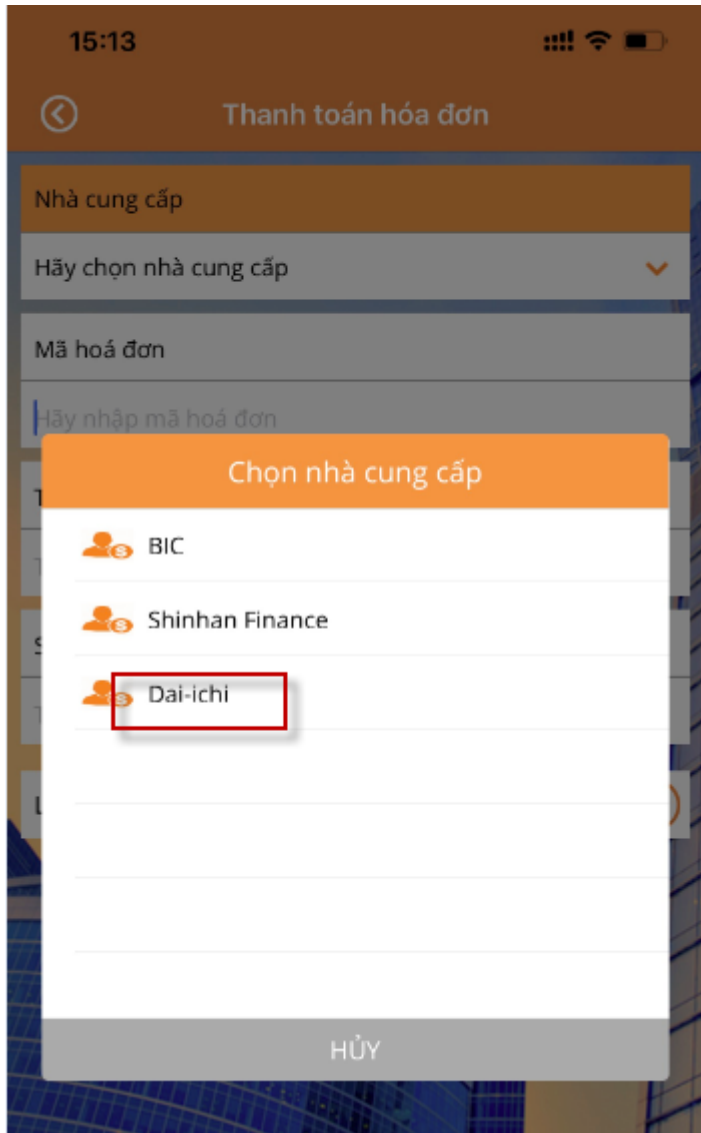 15:13
Thanh toán hóa đơn
Nhà cung cấp
Hãy chọn nhà cung cấp
Mã hoá đơn
Hãy nhập mã hoá đơn
Chọn nhà cung cấp
BIC
Shinhan Finance
Dai-ichi
HỦY